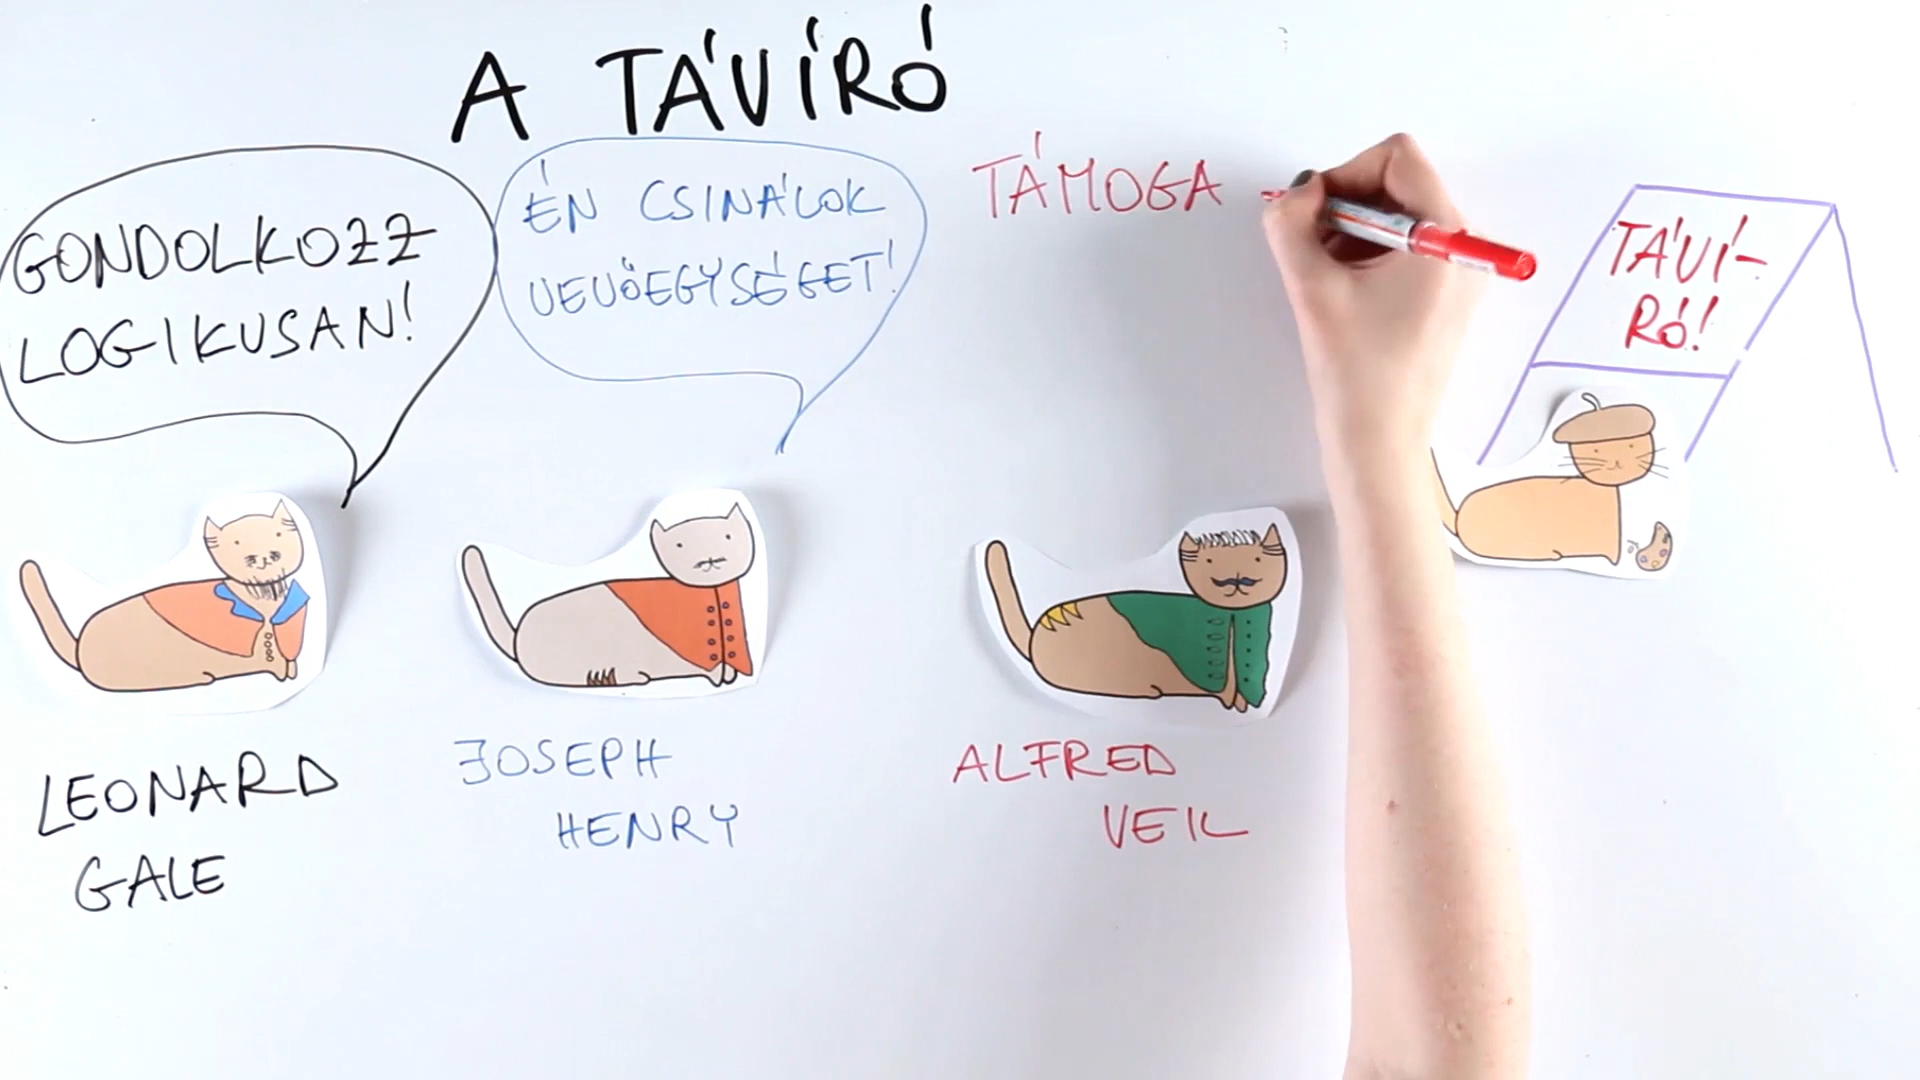 A TÁVÍRÓ
GONDOLKOZZ
LOGIKUSAN!
ÉN CSINÁLOK
VEVŐEGYSÉGET!
TÁMOGA
TÁVÍ-
RÓ!
LEONARD
GALE
JOSEPH
HENRY
ALFRED
VEIL